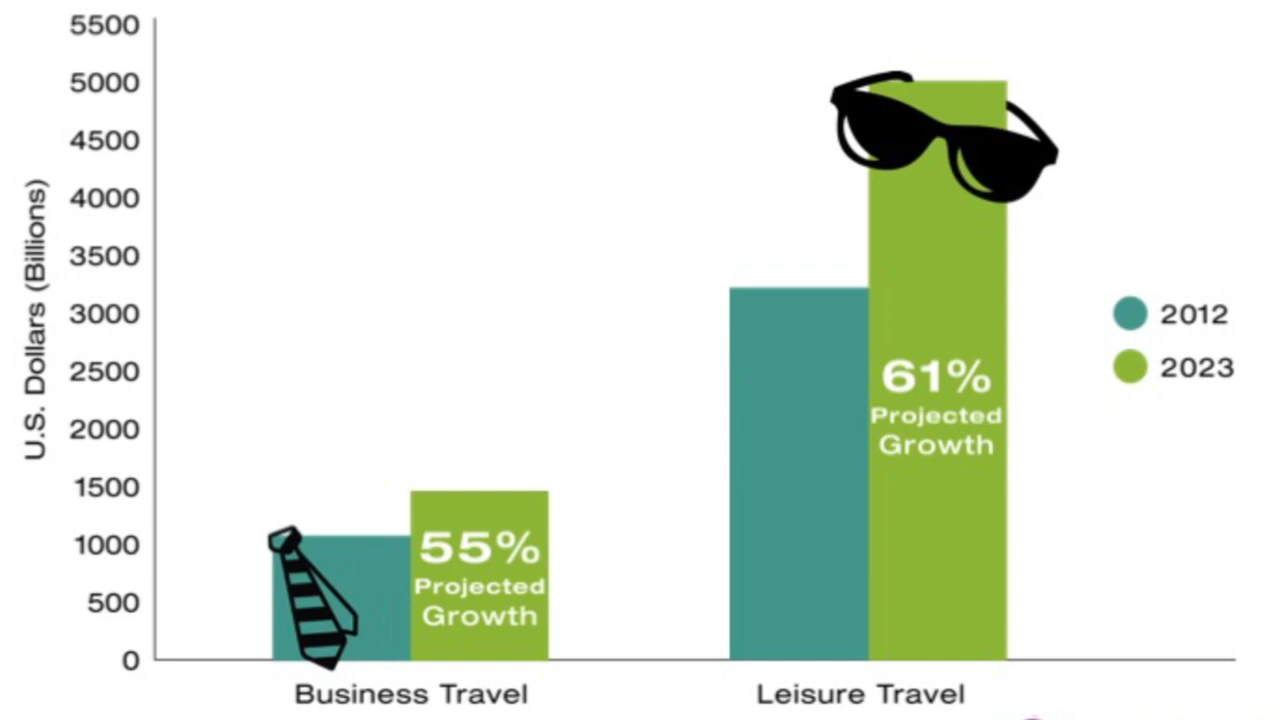 5500
5000
4500
4000
3500
3000
2500
2000
1500
1000
500
0
U.S. Dollars (Billions)
55%
Projected
Growth
61%
Projected
Growth
2012
2023
Business Travel
Leisure Travel